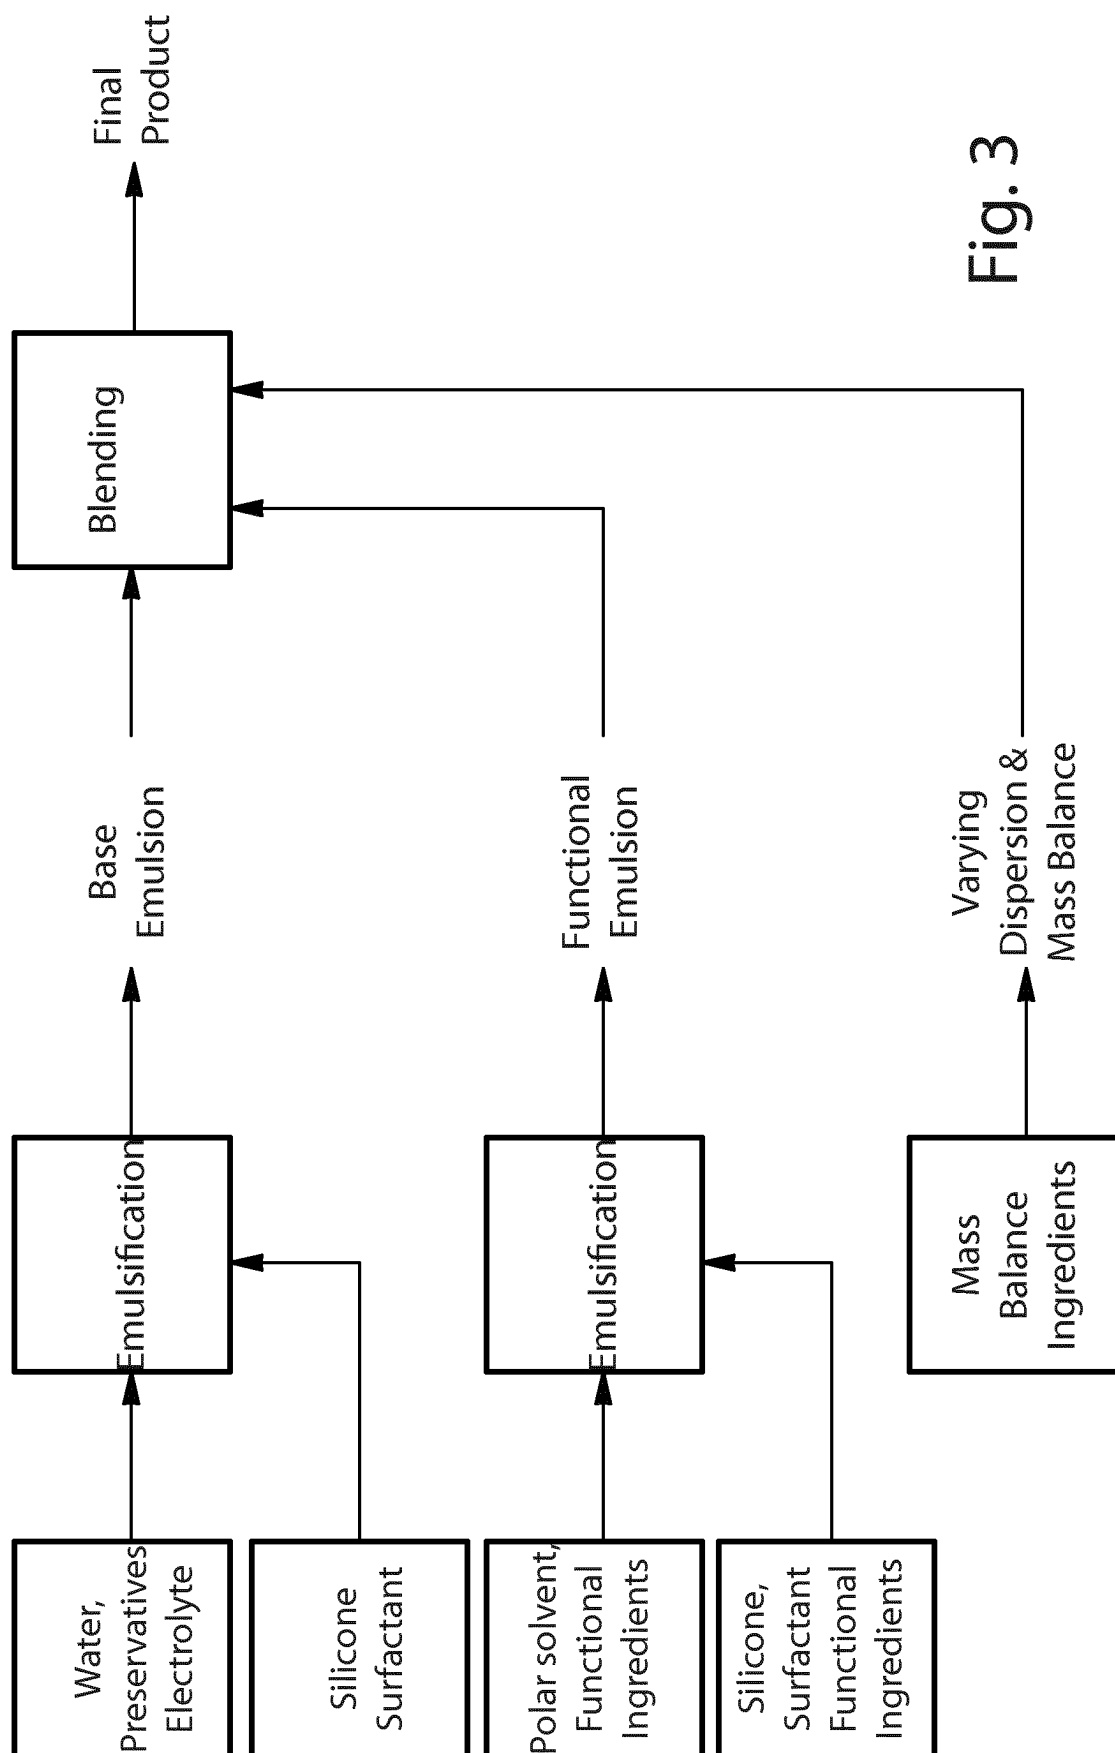 Water,
Preservatives
Electrolyte
Silicone
Surfactant
Polar solvent,
Functional
Ingredients
Silicone,
Surfactant
Functional
Ingredients
Emulsification
Emulsification
Mass
Balance
Ingredients
Base
Emulsion
Functional
Emulsion
Varying
Dispersion &
Mass Balance
Blending
Final
Product
Fig. 3